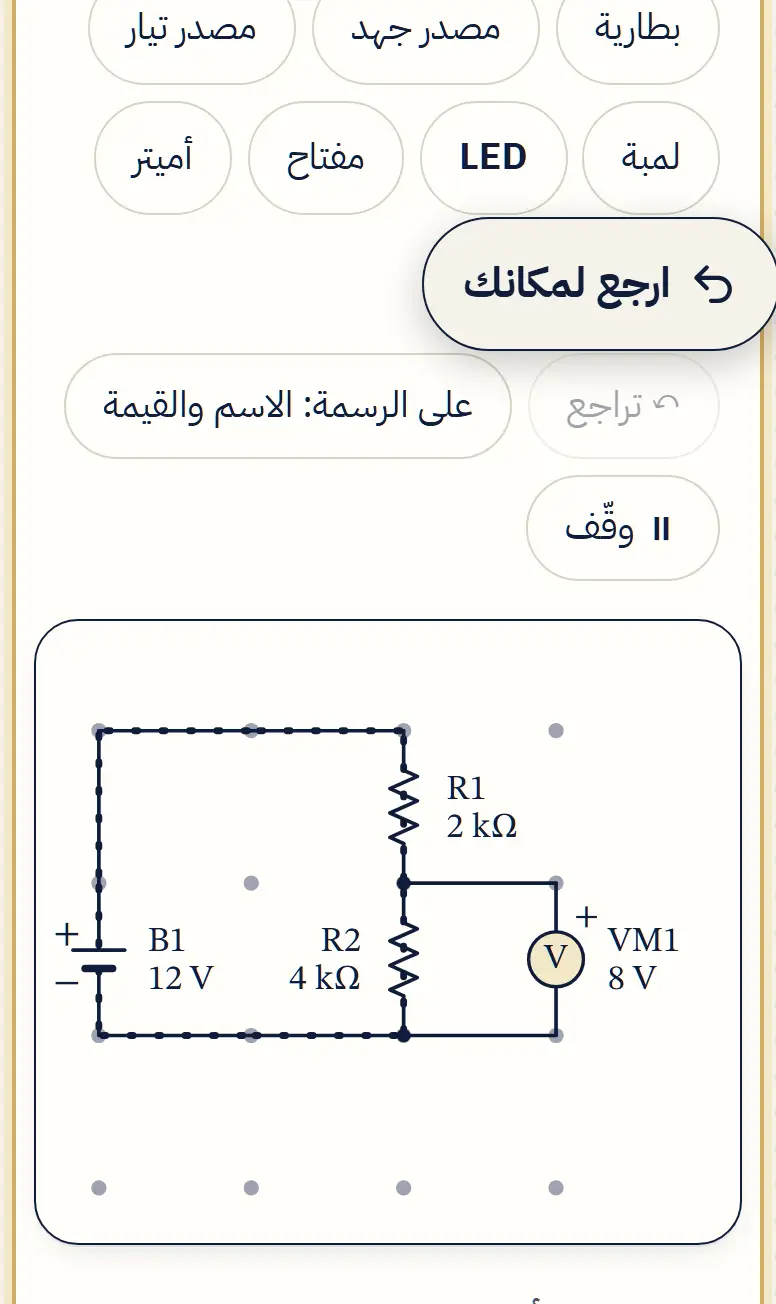 بطارية
مصدر جهد
مصدر تيار
لمبة
LED
مفتاح
أميتر
ارجع لمكانك
تراجع
على الرسمة: الاسم والقيمة
وقّف
R1
2 kΩ
+
−
B1
12 V
R2
4 kΩ
V
+
VM1
8 V